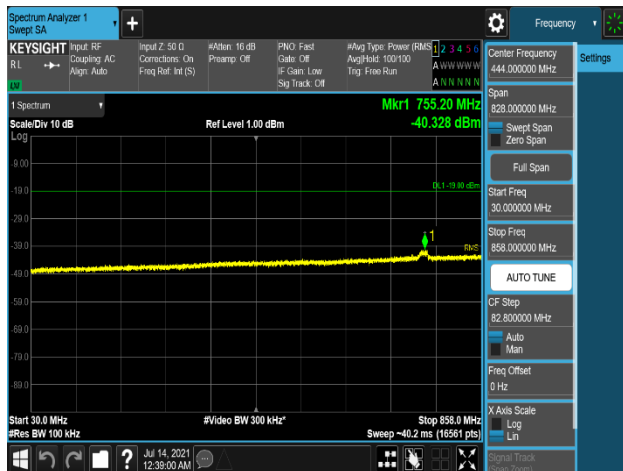 Spectrum Analyzer 1
Swept SA
Frequency
KEYSIGHT
RL
Input: RF
Coupling: AC
Align: Auto
Input Z: 50 Ω
Corrections: On
Freq Ref: Int (S)
#Atten: 16 dB
Preamp: Off
PNO: Fast
Gate: Off
IF Gain: Low
Sig Track: Off
#Avg Type: Power (RMS
Avg|Hold: 100/100
Trig: Free Run
1 2 3 4 5 6
A W W W W W
A N N N N N
Settings
1 Spectrum
Scale/Div 10 dB
Log
Ref Level 1.00 dBm
Mkr1 755.20 MHz
-40.328 dBm
-9.00
-19.0
-29.0
-39.0
-49.0
-59.0
-69.0
-79.0
-89.0
DL1 -19.00 dBm
1
RMS
Start 30.0 MHz
#Res BW 100 kHz
#Video BW 300 kHz*
Stop 858.0 MHz
Sweep ~40.2 ms (16561 pts)
Center Frequency
444.000000 MHz
Span
828.000000 MHz
Swept Span
Zero Span
Full Span
Start Freq
30.000000 MHz
Stop Freq
858.000000 MHz
AUTO TUNE
CF Step
82.800000 MHz
Auto
Man
Freq Offset
0 Hz
X Axis Scale
Log
Lin
Signal Track
(Span Zoom)
?
Jul 14, 2021
12:39:00 AM